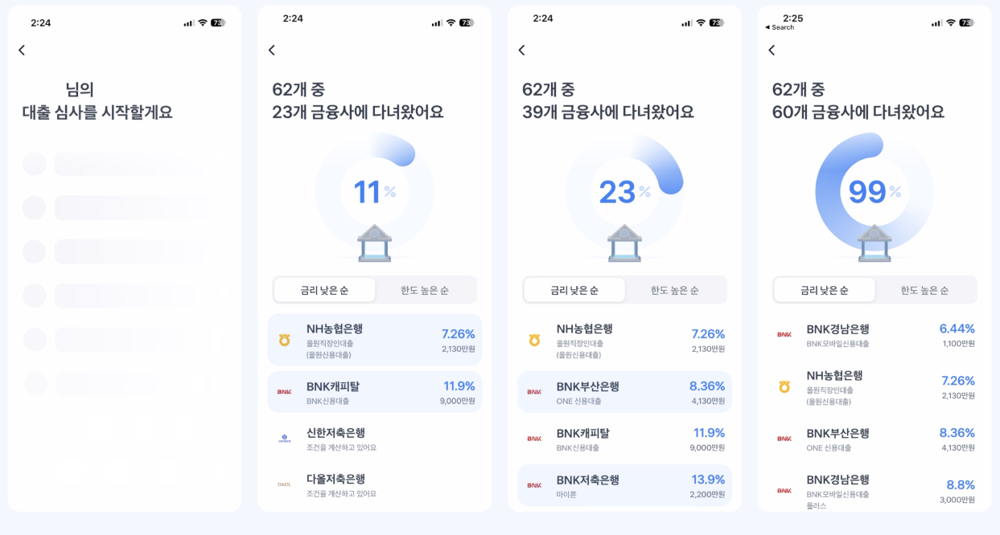 2:24
73
님의
대출 심사를 시작할게요
2:24
73
62개 중
23개 금융사에 다녀왔어요
11%
금리 낮은 순
한도 높은 순
NH농협은행
7.26%
올원직장인대출
(올원신용대출)
2,130만원
BNK
BNK캐피탈
11.9%
BNK신용대출
9,000만원
신한저축은행
조건을 계산하고 있어요
DAOL
다올저축은행
조건을 계산하고 있어요
2:24
73
62개 중
39개 금융사에 다녀왔어요
23%
금리 낮은 순
한도 높은 순
NH농협은행
7.26%
올원직장인대출
(올원신용대출)
2,130만원
BNK
BNK부산은행
8.36%
ONE 신용대출
4,130만원
BNK
BNK캐피탈
11.9%
BNK신용대출
9,000만원
BNK
BNK저축은행
13.9%
마이론
2,200만원
2:25
73
◀ Search
62개 중
60개 금융사에 다녀왔어요
99%
금리 낮은 순
한도 높은 순
BNK
BNK경남은행
6.44%
BNK모바일신용대출
1,100만원
NH농협은행
7.26%
올원직장인대출
(올원신용대출)
2,130만원
BNK
BNK부산은행
8.36%
ONE 신용대출
4,130만원
BNK
BNK경남은행
8.8%
BNK모바일신용대출
플러스
3,000만원